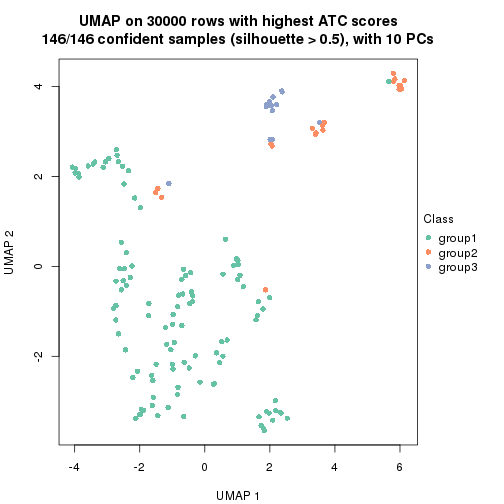 UMAP on 30000 rows with highest ATC scores
146/146 confident samples (silhouette > 0.5), with 10 PCs
UMAP 2
4
2
0
-2
-4
-2
0
2
4
6
UMAP 1
Class
group1
group2
group3